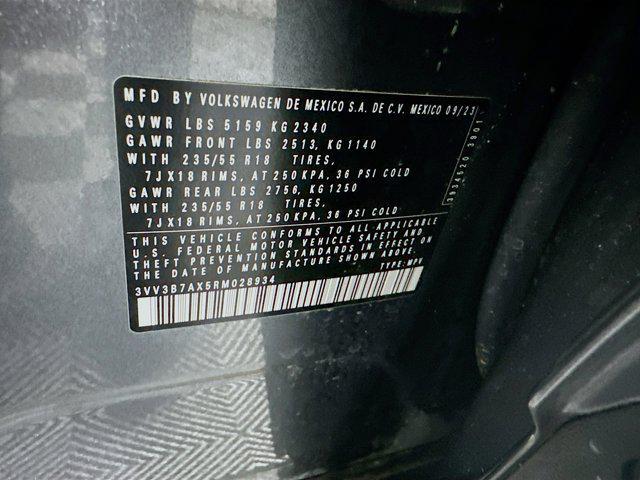 MFD BY VOLKSWAGEN DE MEXICO S.A. DE C.V. MEXICO 09/23
GVWR LBS 5159 KG 2340
GAWR FRONT LBS 2513, KG 1140
WITH 235/55 R18 TIRES,
7JX18 RIMS, AT 250 KPA, 36 PSI COLD
GAWR REAR LBS 2756, KG 1250
WITH 235/55 R18 TIRES,
7JX18 RIMS, AT 250 KPA, 36 PSI COLD
THIS VEHICLE CONFORMS TO ALL APPLICABLE
U.S. FEDERAL MOTOR VEHICLE SAFETY AND
THEFT PREVENTION STANDARDS IN EFFECT ON
THE DATE OF MANUFACTURE SHOWN ABOVE.
3VV3B7AX5RM028934
TYPE: MPV